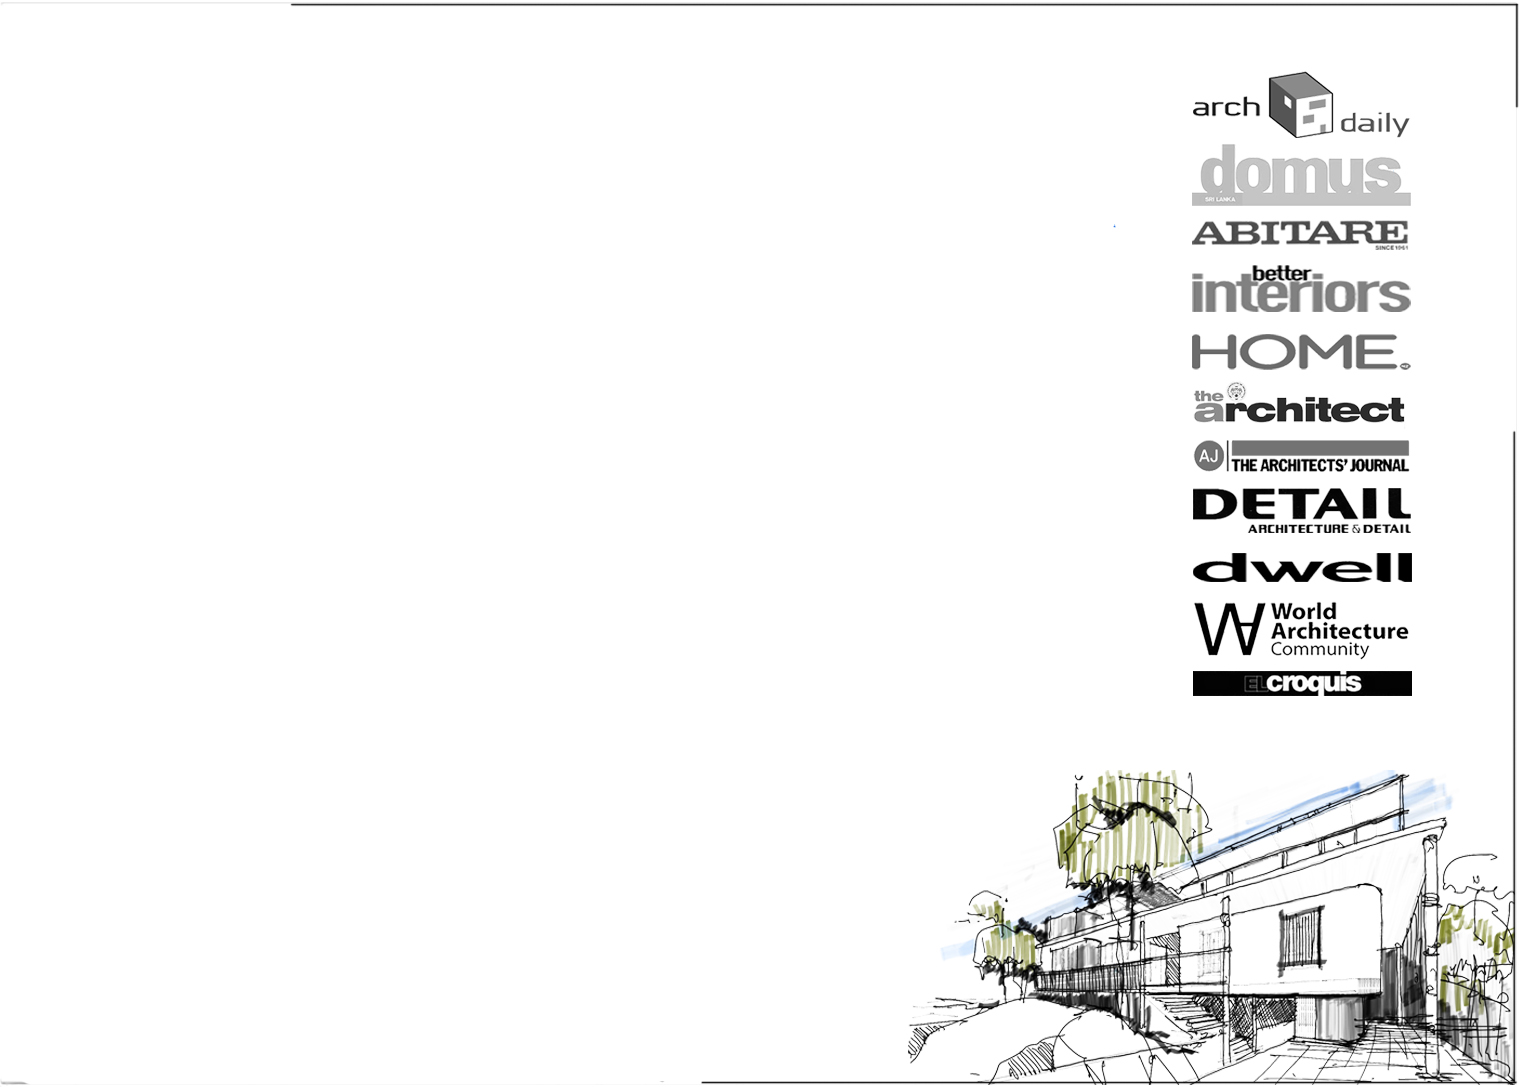 arch daily
domus
SRI LANKA
ABITARE
SINCE 1961
better
interiors
HOME.
the
architect
AJ
THE ARCHITECTS' JOURNAL
DETAIL
ARCHITECTURE & DETAIL
dwell
WA
World
Architecture
Community
EL croquis